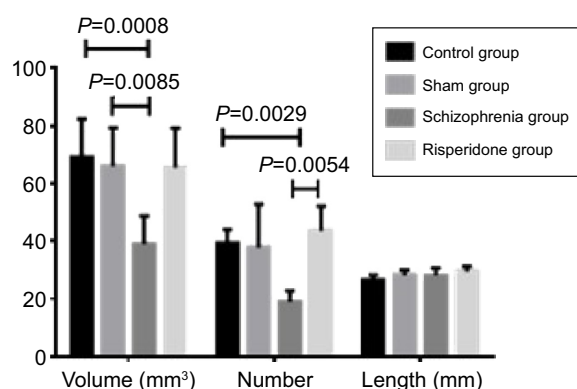 P=0.0008
P=0.0085
P=0.0029
P=0.0054
Control group
Sham group
Schizophrenia group
Risperidone group
100
80
60
40
20
0
Volume (mm³) Number Length (mm)